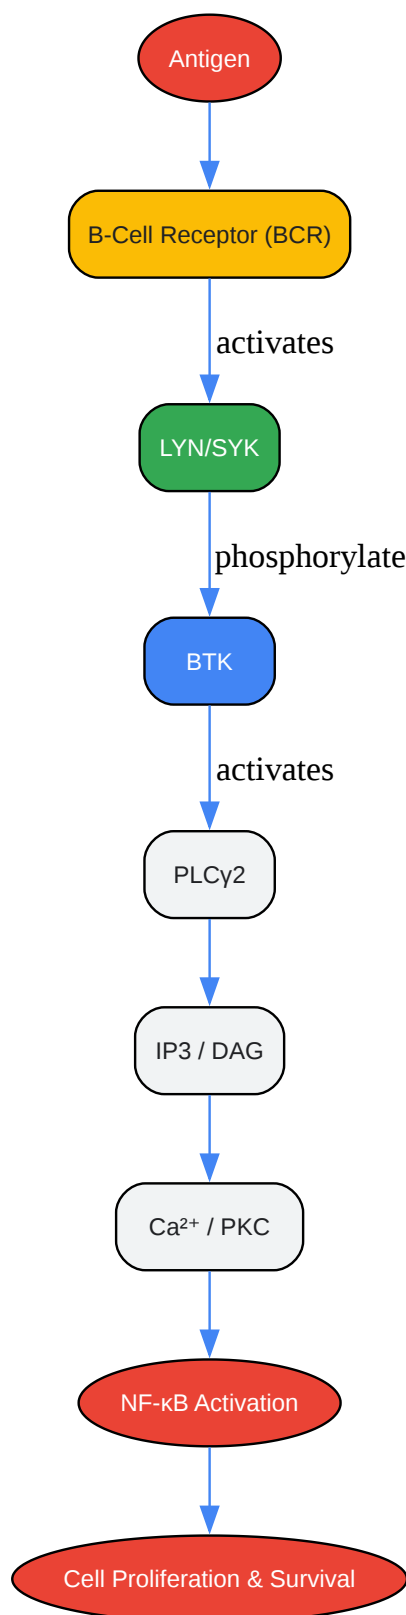 Antigen
B-Cell Receptor (BCR)
activates
LYN/SYK
phosphorylate
BTK
activates
PLCγ2
IP3 / DAG
Ca²⁺ / PKC
NF-κB Activation
Cell Proliferation & Survival